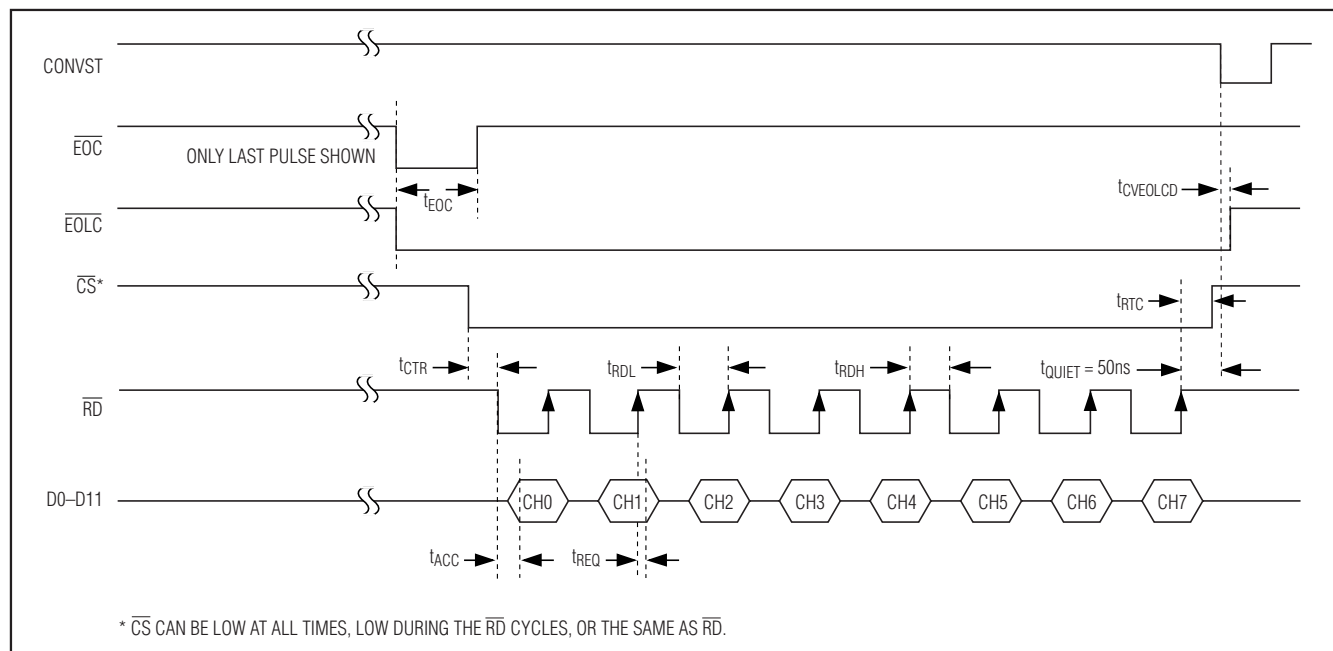 CONVST
EOC
ONLY LAST PULSE SHOWN
tEOC
tCVEOLCD
EOLC
CS*
tRTC
tCTR
tRDL
tRDH
tQUIET = 50ns
RD
D0–D11
CH0
CH1
CH2
CH3
CH4
CH5
CH6
CH7
tACC
tREQ
* CS CAN BE LOW AT ALL TIMES, LOW DURING THE RD CYCLES, OR THE SAME AS RD.